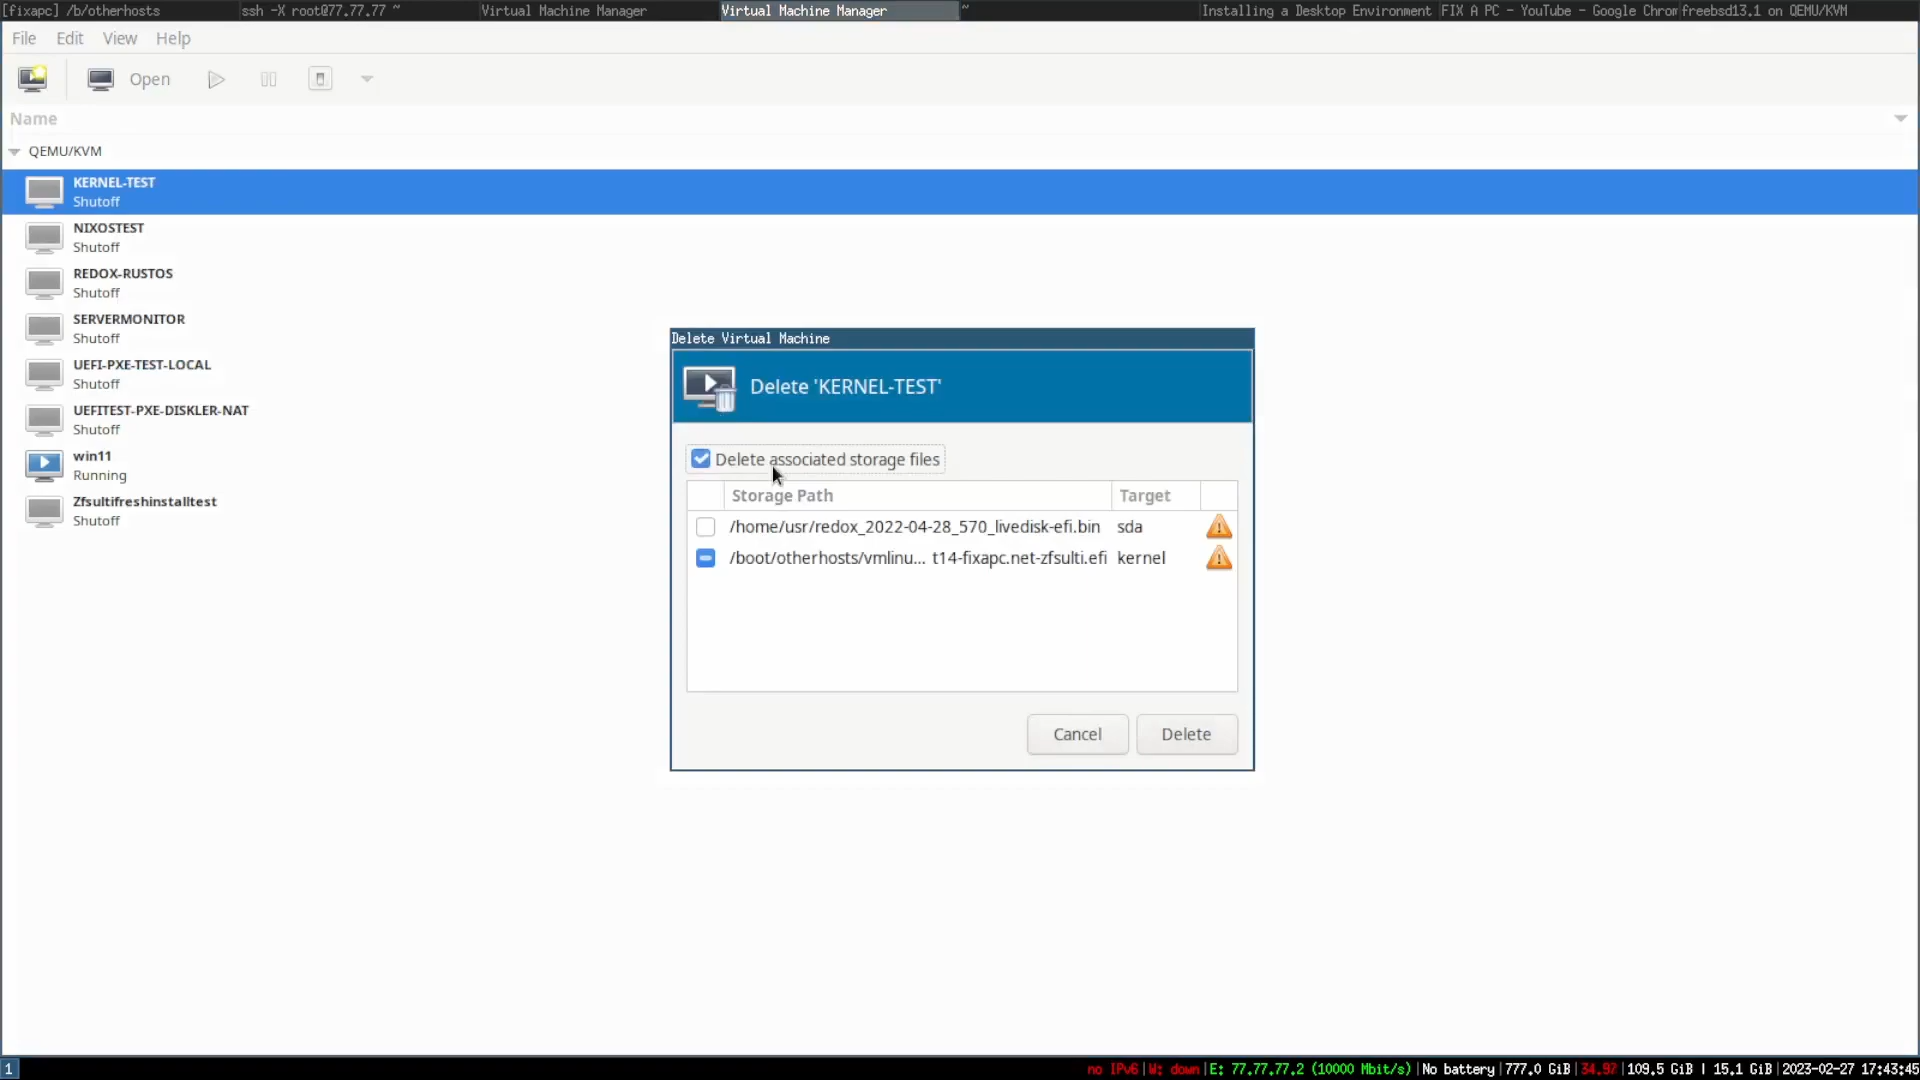 [fixapc] /b/otherhosts ssh -X root@77.77.77 ~ Virtual Machine Manager Virtual Machine Manager ~ Installing a Desktop Environment FIX A PC - YouTube - Google Chrom freebsd13.1 on QEMU/KVM
File Edit View Help
Open
Name
QEMU/KVM
KERNEL-TEST
Shutoff
NIXOSTEST
Shutoff
REDOX-RUSTOS
Shutoff
SERVERMONITOR
Shutoff
UEFI-PXE-TEST-LOCAL
Shutoff
UEFITEST-PXE-DISKLER-NAT
Shutoff
win11
Running
Zfsultifreshinstalltest
Shutoff
Delete Virtual Machine
Delete 'KERNEL-TEST'
Delete associated storage files
Storage Path Target
/home/usr/redox_2022-04-28_570_livedisk-efi.bin sda
/boot/otherhosts/vmlinu... t14-fixapc.net-zfsulti.efi kernel
Cancel Delete
1 no IPv6|W: down|E: 77.77.77.2 (10000 Mbit/s)|No battery|777.0 GiB|34.97|109.5 GiB | 15.1 GiB|2023-02-27 17:43:45